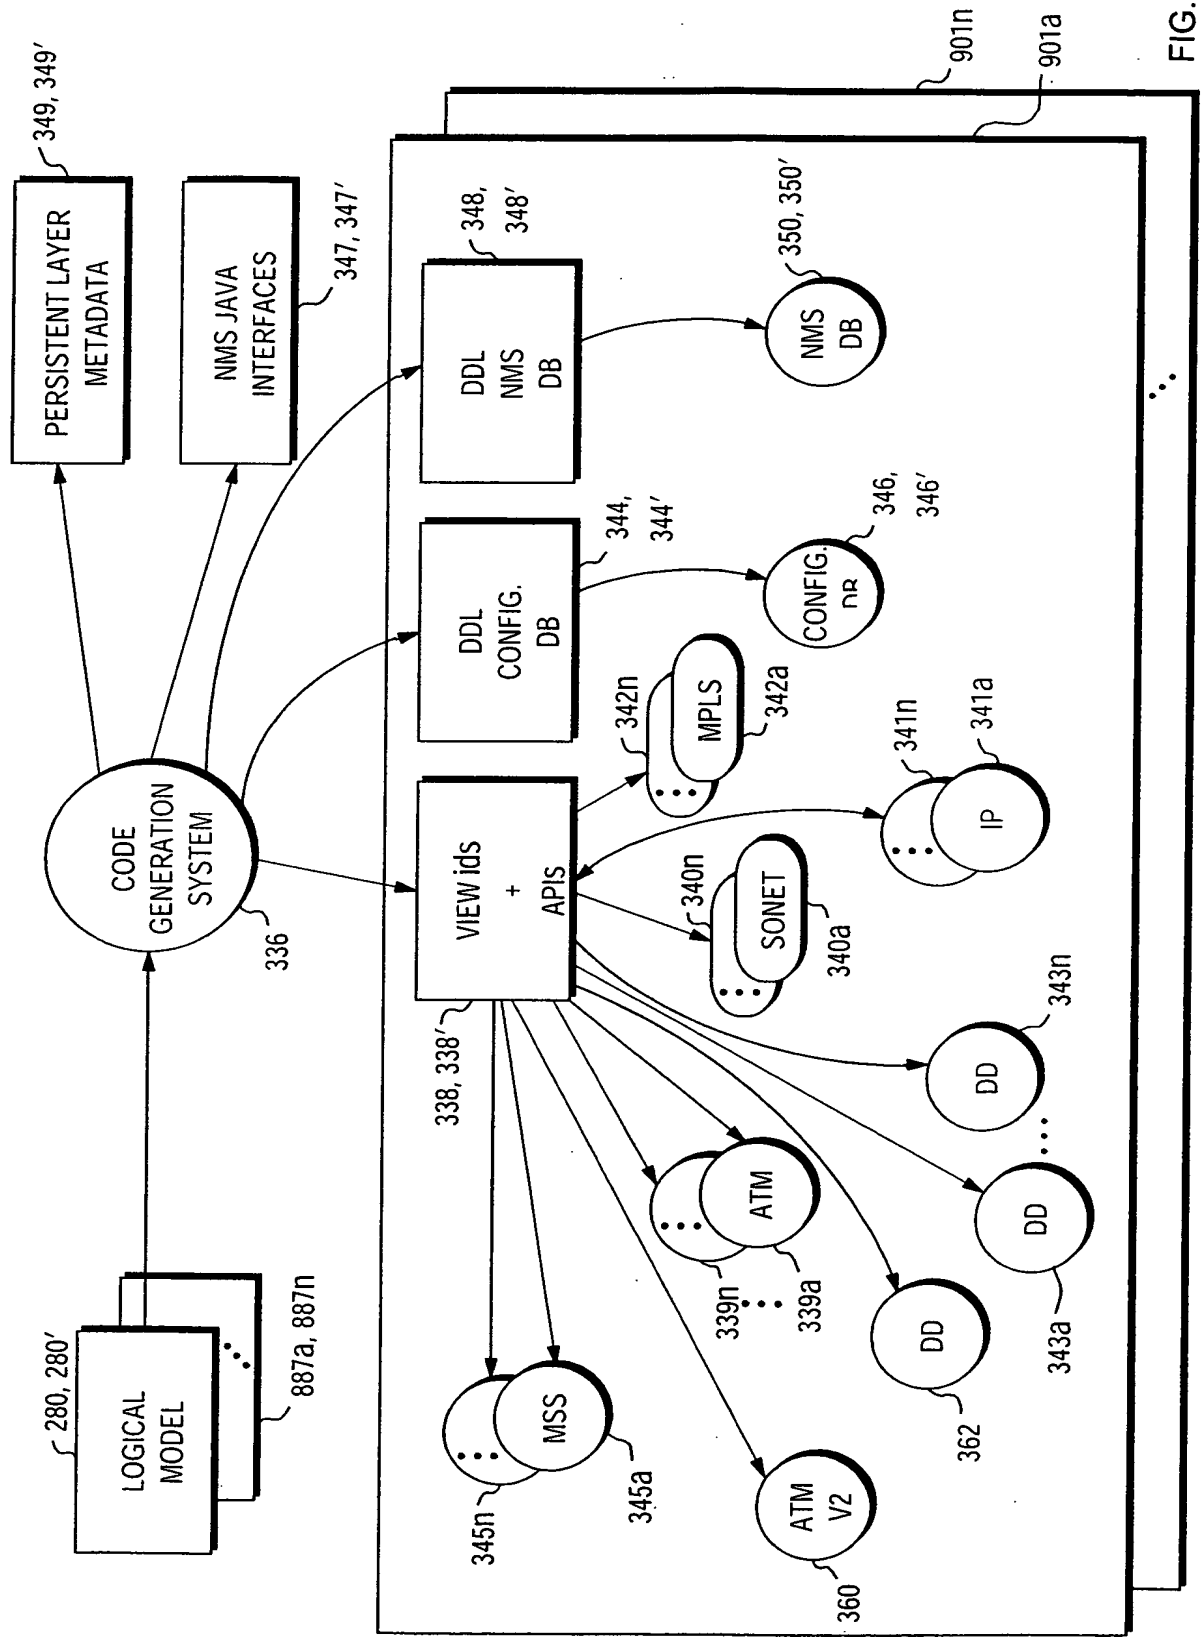 280, 280′
LOGICAL
MODEL
887a, 887n
CODE
GENERATION
SYSTEM
336
PERSISTENT LAYER
METADATA
349, 349′
NMS JAVA
INTERFACES
347, 347′
VIEW ids
+
APIs
338, 338′
DDL
CONFIG.
DB
344,
344′
DDL
NMS
DB
348,
348′
345n
MSS
345a
ATM
V2
360
339n
ATM
339a
DD
362
DD
343a
DD
343n
340n
SONET
340a
342n
MPLS
342a
341n
IP
341a
CONFIG.
DB
346,
346′
NMS
DB
350, 350′
901n
901a
FIG.